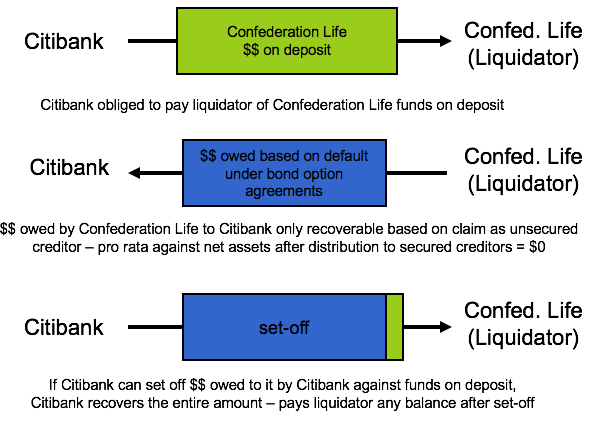 Citibank
Confederation Life
$$ on deposit
Confed. Life
(Liquidator)
Citibank obliged to pay liquidator of Confederation Life funds on deposit
Citibank
$$ owed based on default
under bond option
agreements
Confed. Life
(Liquidator)
$$ owed by Confederation Life to Citibank only recoverable based on claim as unsecured
creditor – pro rata against net assets after distribution to secured creditors = $0
Citibank
set-off
Confed. Life
(Liquidator)
If Citibank can set off $$ owed to it by Citibank against funds on deposit,
Citibank recovers the entire amount – pays liquidator any balance after set-off